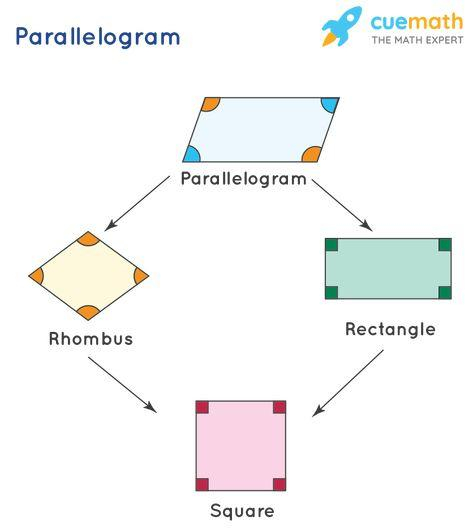 Parallelogram
cuemath
THE MATH EXPERT
Parallelogram
Rhombus
Rectangle
Square